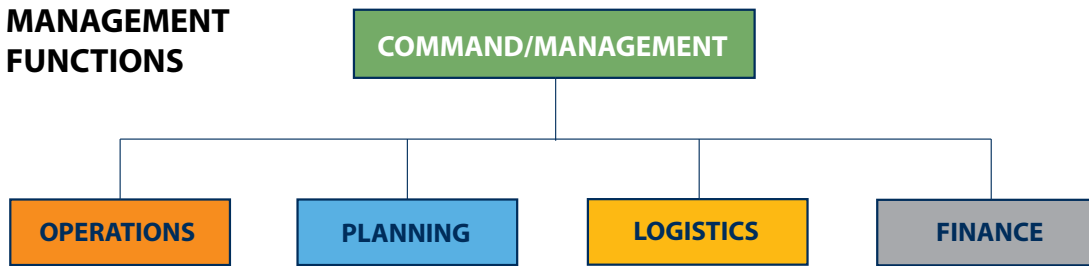 MANAGEMENT
FUNCTIONS
COMMAND/MANAGEMENT
OPERATIONS
PLANNING
LOGISTICS
FINANCE